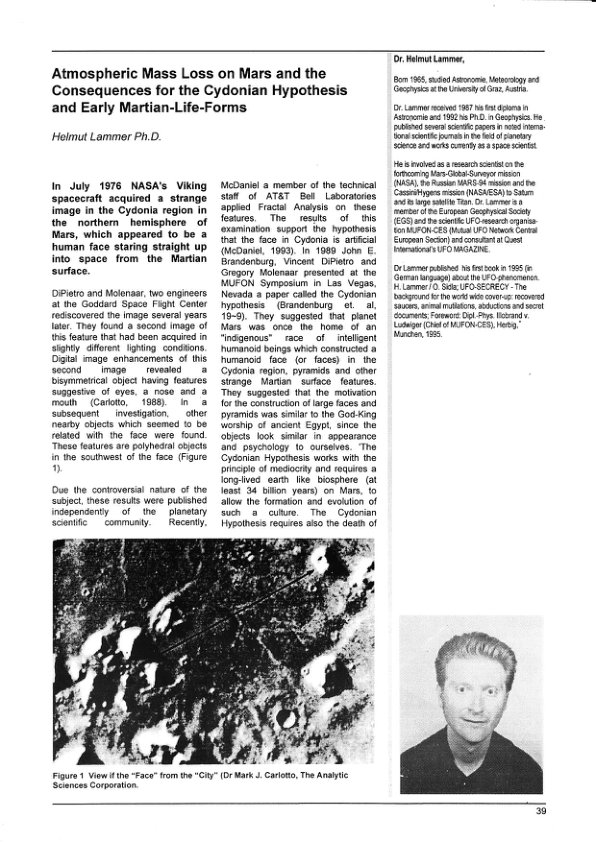 Atmospheric Mass Loss on Mars and the
Consequences for the Cydonian Hypothesis
and Early Martian-Life-Forms
Helmut Lammer Ph.D.
In July 1976 NASA's Viking
spacecraft acquired a strange
image in the Cydonia region in
the northern hemisphere of
Mars, which appeared to be a
human face staring straight up
into space from the Martian
surface.
DiPietro and Molenaar, two engineers
at the Goddard Space Flight Center
rediscovered the image several years
later. They found a second image of
this feature that had been acquired in
slightly different lighting conditions.
Digital image enhancements of this
second image revealed a
bisymmetrical object having features
suggestive of eyes, a nose and a
mouth (Carlotto, 1988). In a
subsequent investigation, other
nearby objects which seemed to be
related with the face were found.
These features are polyhedral objects
in the southwest of the face (Figure
1).
Due the controversial nature of the
subject, these results were published
independently of the planetary
scientific community. Recently,
McDaniel a member of the technical
staff of AT&T Bell Laboratories
applied Fractal Analysis on these
features. The results of this
examination support the hypothesis
that the face in Cydonia is artificial
(McDaniel, 1993). In 1989 John E.
Brandenburg, Vincent DiPietro and
Gregory Molenaar presented at the
MUFON Symposium in Las Vegas,
Nevada a paper called the Cydonian
hypothesis (Brandenburg et. al,
19~9). They suggested that planet
Mars was once the home of an
"indigenous" race of intelligent
humanoid beings which constructed a
humanoid face (or faces) in the
Cydonia region, pyramids and other
strange Martian surface features.
They suggested that the motivation
for the construction of large faces and
pyramids was similar to the God-King
worship of ancient Egypt, since the
objects look similar in appearance
and psychology to ourselves. 'The
Cydonian Hypothesis works with the
principle of mediocrity and requires a
long-lived earth like biosphere (at
least 34 billion years) on Mars, to
allow the formation and evolution of
such a culture. The Cydonian
Hypothesis requires also the death of
Figure 1 View if the "Face" from the "City" (Dr Mark J. Carlotto, The Analytic
Sciences Corporation.
Dr. Helmut Lammer,
Born 1965, studied Astronomie, Meteorology and
Geophysics at the University of Graz, Austria.
Dr. Lammer received 1987 his first diploma in
Astronomie and 1992 his Ph.D. in Geophysics. He
published several scientific papers in noted interna-
tional scientific journals in the field of planetary
science and works currently as a space scientist.
He is involved as a research scientist on the
forthcoming Mars-Global-Surveyor mission
(NASA), the Russian MARS-94 mission and the
Cassini/Hygens mission (NASA/ESA) to Saturn
and its large satellite Titan. Dr. Lammer is a
member of the European Geophysical Society
(EGS) and the scientific UFO-research organisa-
tion MUFON-CES (Mutual UFO Network Central
European Section) and consultant at Quest
International's UFO MAGAZINE.
Dr Lammer published his first book in 1995 (in
German language) about the UFO-phenomenon.
H. Lammer / O. Sidla; UFO-SECRECY - The
background for the world wide cover-up: recovered
saucers, animal mutilations, abductions and secret
documents; Foreword: Dipl.-Phys. Illobrand v.
Ludwiger (Chief of MUFON-CES), Herbig,
Munchen, 1995.
39